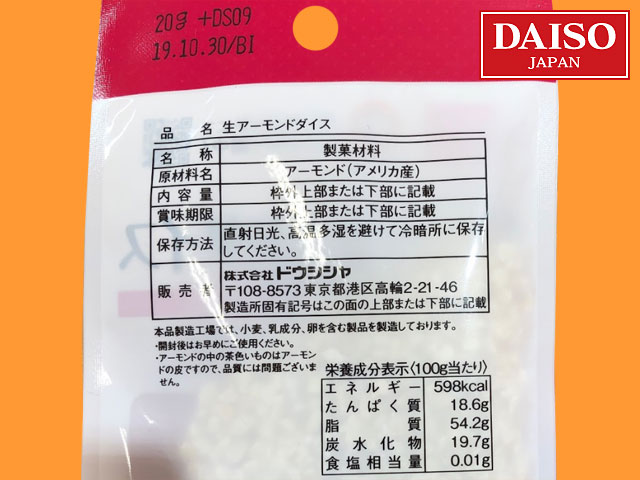 20g +DS09
19.10.30/BI
DAISO
JAPAN
品 名 生アーモンドダイス
名 称 製菓材料
原材料名 アーモンド(アメリカ産)
内容量 枠外上部または下部に記載
賞味期限 枠外上部または下部に記載
保存方法 直射日光、高温多湿を避けて冷暗所に保存
してください。
販売者 株式会社 ドウシシャ
〒108-8573 東京都港区高輪2-21-46
製造所固有記号はこの面の上部または下部に記載
本品製造工場では、小麦、乳成分、卵を含む製品を製造しております。
・開封後はお早めにご使用ください。
・アーモンドの中の茶色いものはアーモン
ドの皮ですので、品質には問題ございま
せん。
栄養成分表示(100g当たり)
エネルギー 598kcal
たんぱく質 18.6g
脂質 54.2g
炭水化物 19.7g
食塩相当量 0.01g